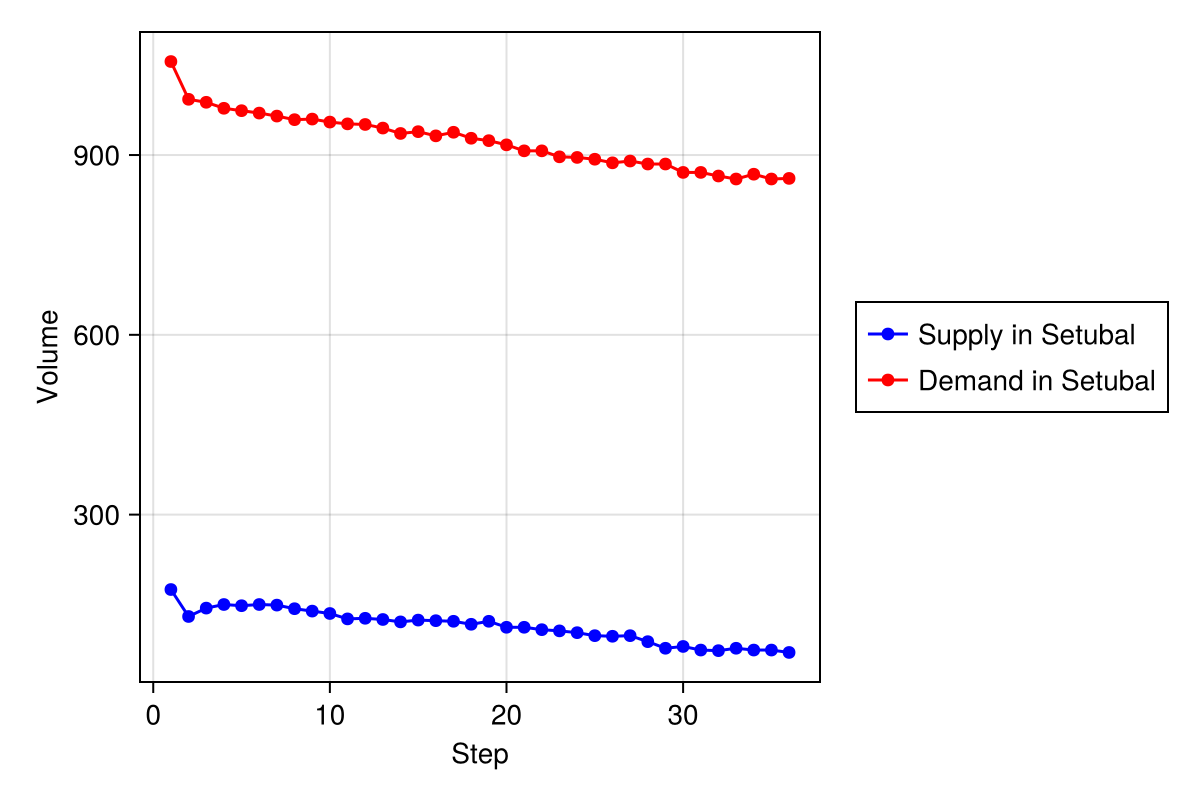 900
600
300
Volume
0 10 20 30
Step
Supply in Setubal
Demand in Setubal